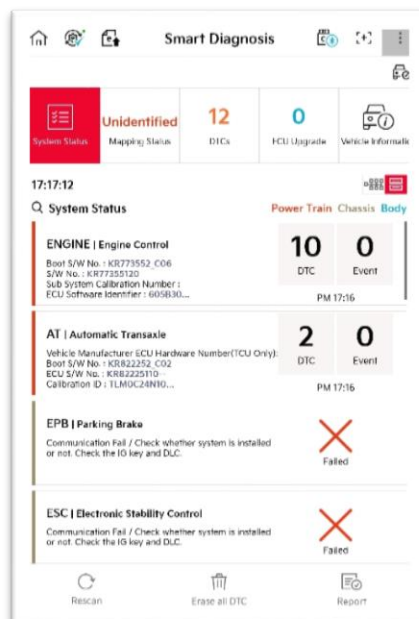 Smart Diagnosis
System Status
Unidentified
Mapping Status
12
DTCs
0
ECU Upgrade
Vehicle Informatic
17:17:12
System Status
Power Train Chassis Body
ENGINE | Engine Control
Boot S/W No. : KR773552_C06
S/W No. : KR77355120
Sub System Calibration Number :
ECU Software Identifier : 605B30...
10
DTC
0
Event
PM 17:16
AT | Automatic Transaxle
Vehicle Manufacturer ECU Hardware Number(TCU Only):
Boot S/W No. : KR822252_C02
ECU S/W No. : KR82225110
Calibration ID : TLM0C24N10...
2
DTC
0
Event
PM 17:16
EPB | Parking Brake
Communication Fail / Check whether system is installed
or not. Check the IG key and DLC.
Failed
ESC | Electronic Stability Control
Communication Fail / Check whether system is installed
or not. Check the IG key and DLC.
Failed
Rescan
Erase all DTC
Report